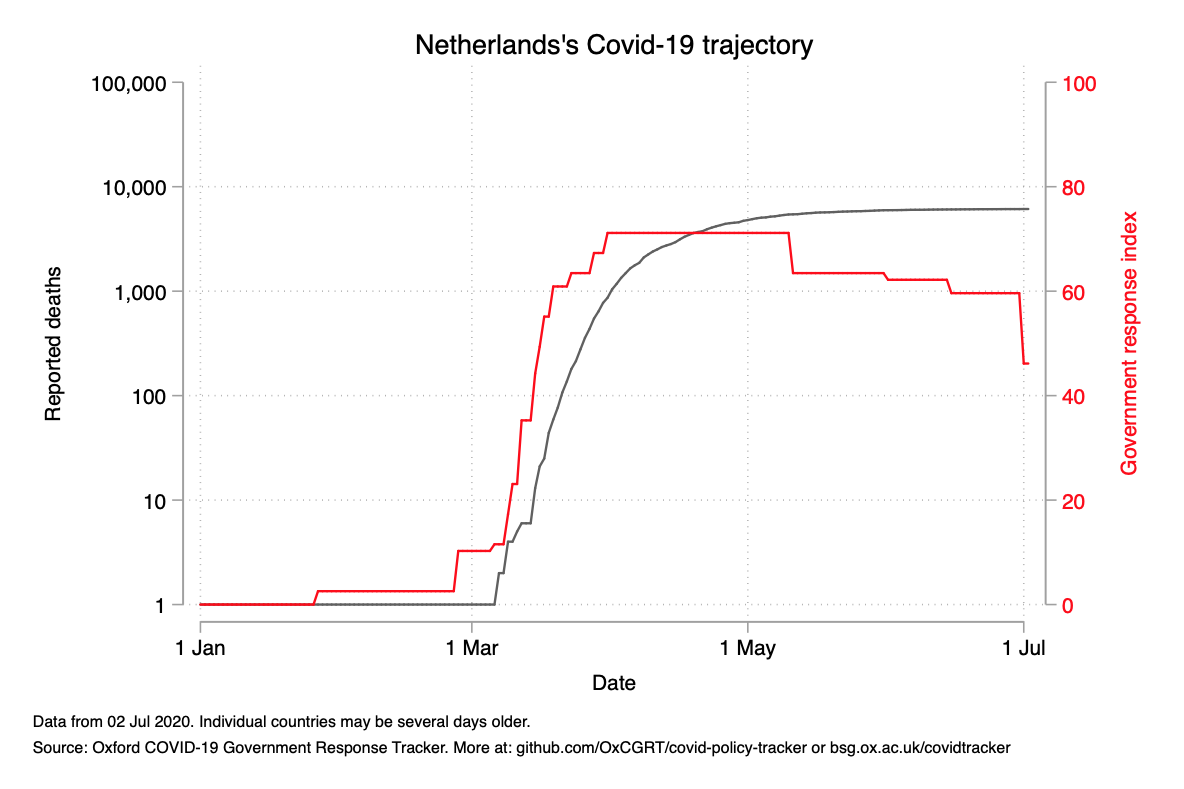 Netherlands's Covid-19 trajectory
100,000
10,000
1,000
100
10
1
Reported deaths
100
80
60
40
20
0
Government response index
1 Jan
1 Mar
1 May
1 Jul
Date
Data from 02 Jul 2020. Individual countries may be several days older.
Source: Oxford COVID-19 Government Response Tracker. More at: github.com/OxCGRT/covid-policy-tracker or bsg.ox.ac.uk/covidtracker